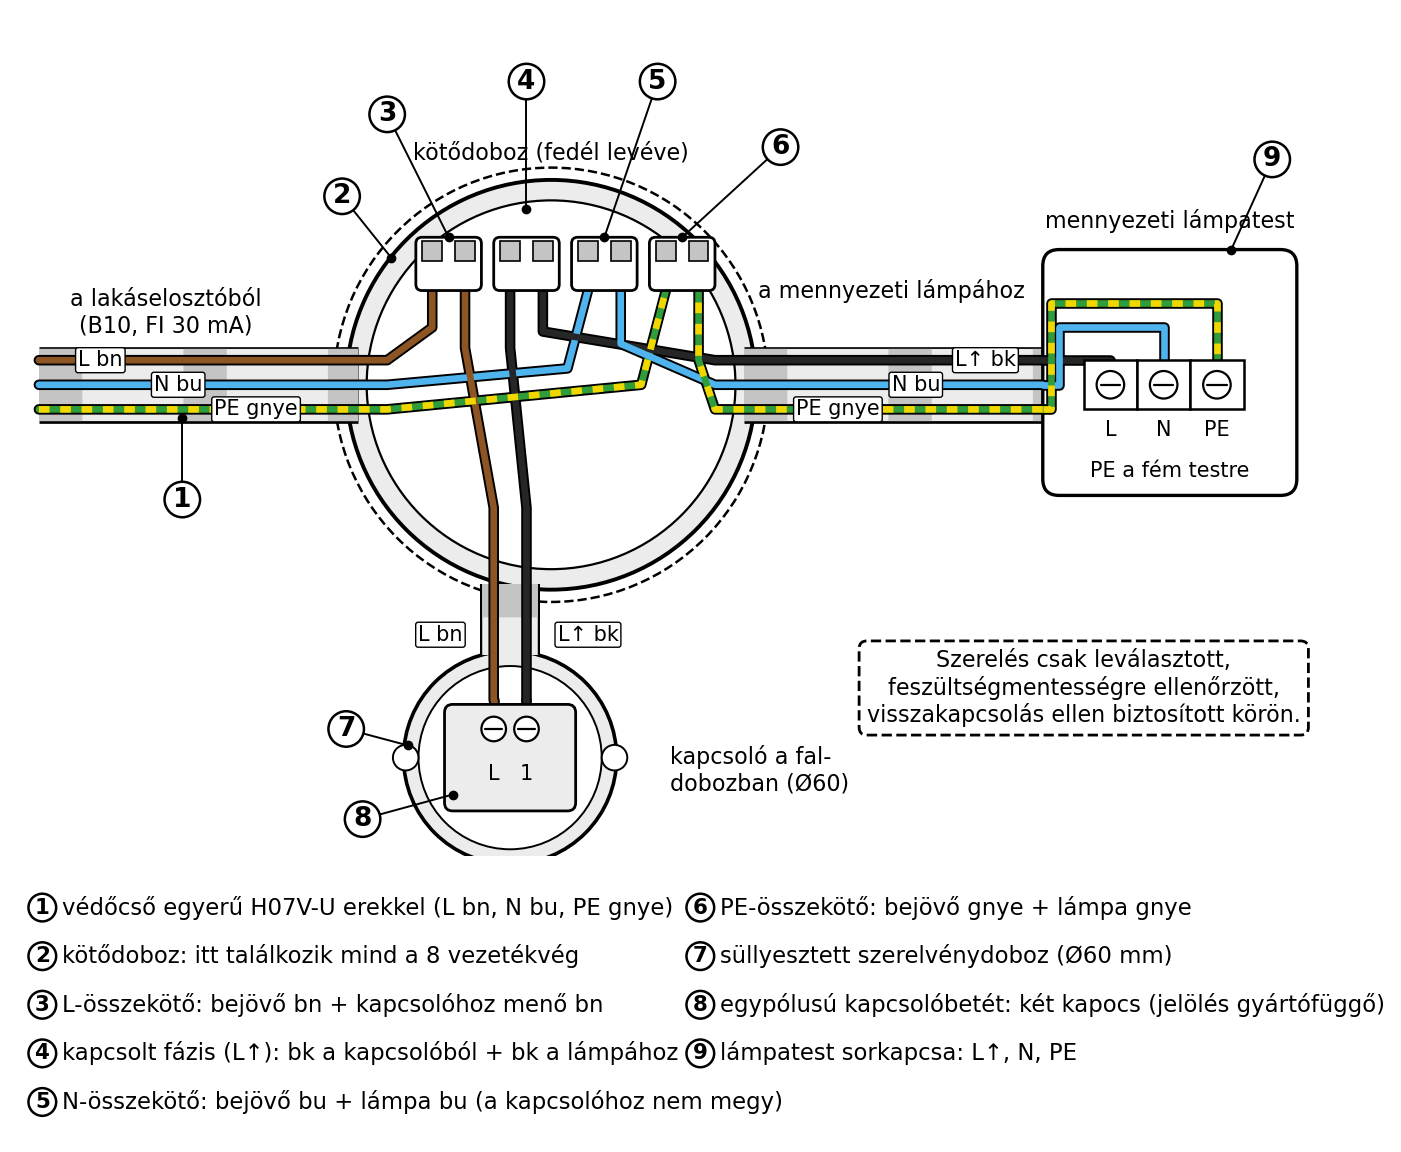 4
5
3
6
9
kötődoboz (fedél levéve)
2
mennyezeti lámpatest
a lakáselosztóból
(B10, FI 30 mA)
a mennyezeti lámpához
L bn
L↑ bk
N bu
N bu
PE gnye
PE gnye
L N PE
PE a fém testre
1
L bn
L↑ bk
Szerelés csak leválasztott,
feszültségmentességre ellenőrzött,
visszakapcsolás ellen biztosított körön.
7
L 1
kapcsoló a fal-
dobozban (Ø60)
8
1 védőcső egyerű H07V-U erekkel (L bn, N bu, PE gnye)
2 kötődoboz: itt találkozik mind a 8 vezetékvég
3 L-összekötő: bejövő bn + kapcsolóhoz menő bn
4 kapcsolt fázis (L↑): bk a kapcsolóból + bk a lámpához
5 N-összekötő: bejövő bu + lámpa bu (a kapcsolóhoz nem megy)
6 PE-összekötő: bejövő gnye + lámpa gnye
7 süllyesztett szerelvénydoboz (Ø60 mm)
8 egypólusú kapcsolóbetét: két kapocs (jelölés gyártófüggő)
9 lámpatest sorkapcsa: L↑, N, PE